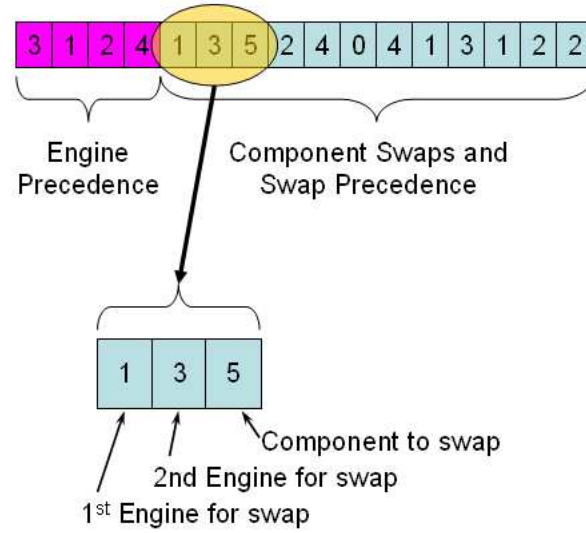 3 1 2 4 1 3 5 2 4 0 4 1 3 1 2 2
Engine
Precedence
Component Swaps and
Swap Precedence
1 3 5
Component to swap
2nd Engine for swap
1st Engine for swap